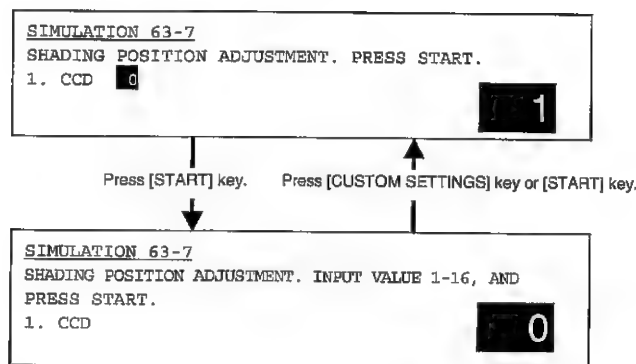 SIMULATION 63-7
SHADING POSITION ADJUSTMENT. PRESS START.
1. CCD 0
1
Press [START] key. Press [CUSTOM SETTINGS] key or [START] key.
SIMULATION 63-7
SHADING POSITION ADJUSTMENT. INPUT VALUE 1-16, AND
PRESS START.
1. CCD
0